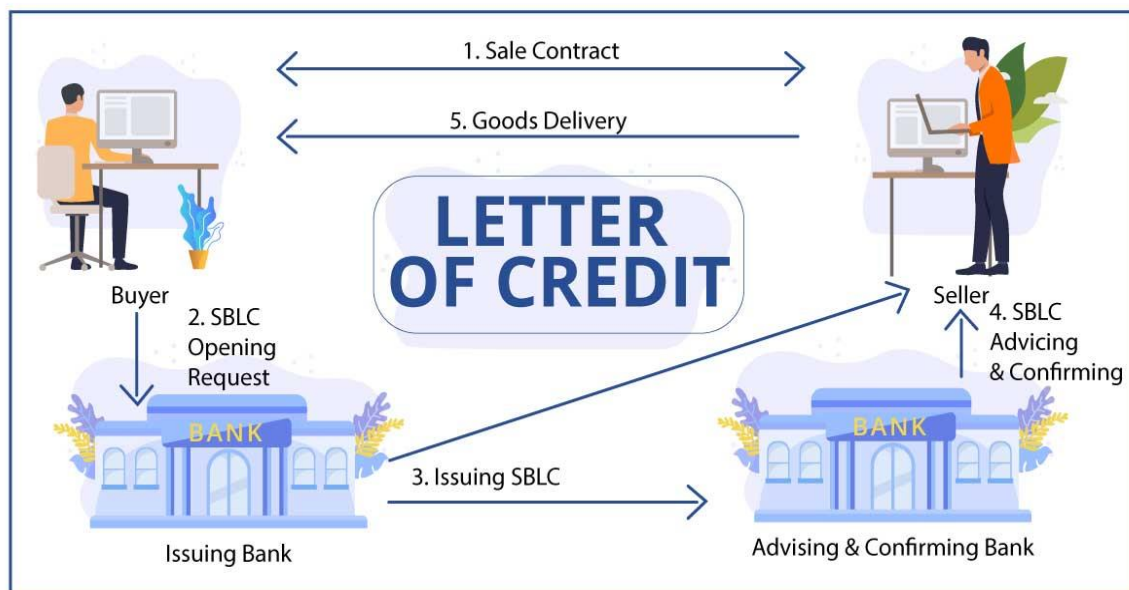 1. Sale Contract
5. Goods Delivery
LETTER
OF CREDIT
Buyer
Seller
2. SBLC
Opening
Request
4. SBLC
Advicing
& Confirming
BANK
BANK
3. Issuing SBLC
Issuing Bank
Advising & Confirming Bank